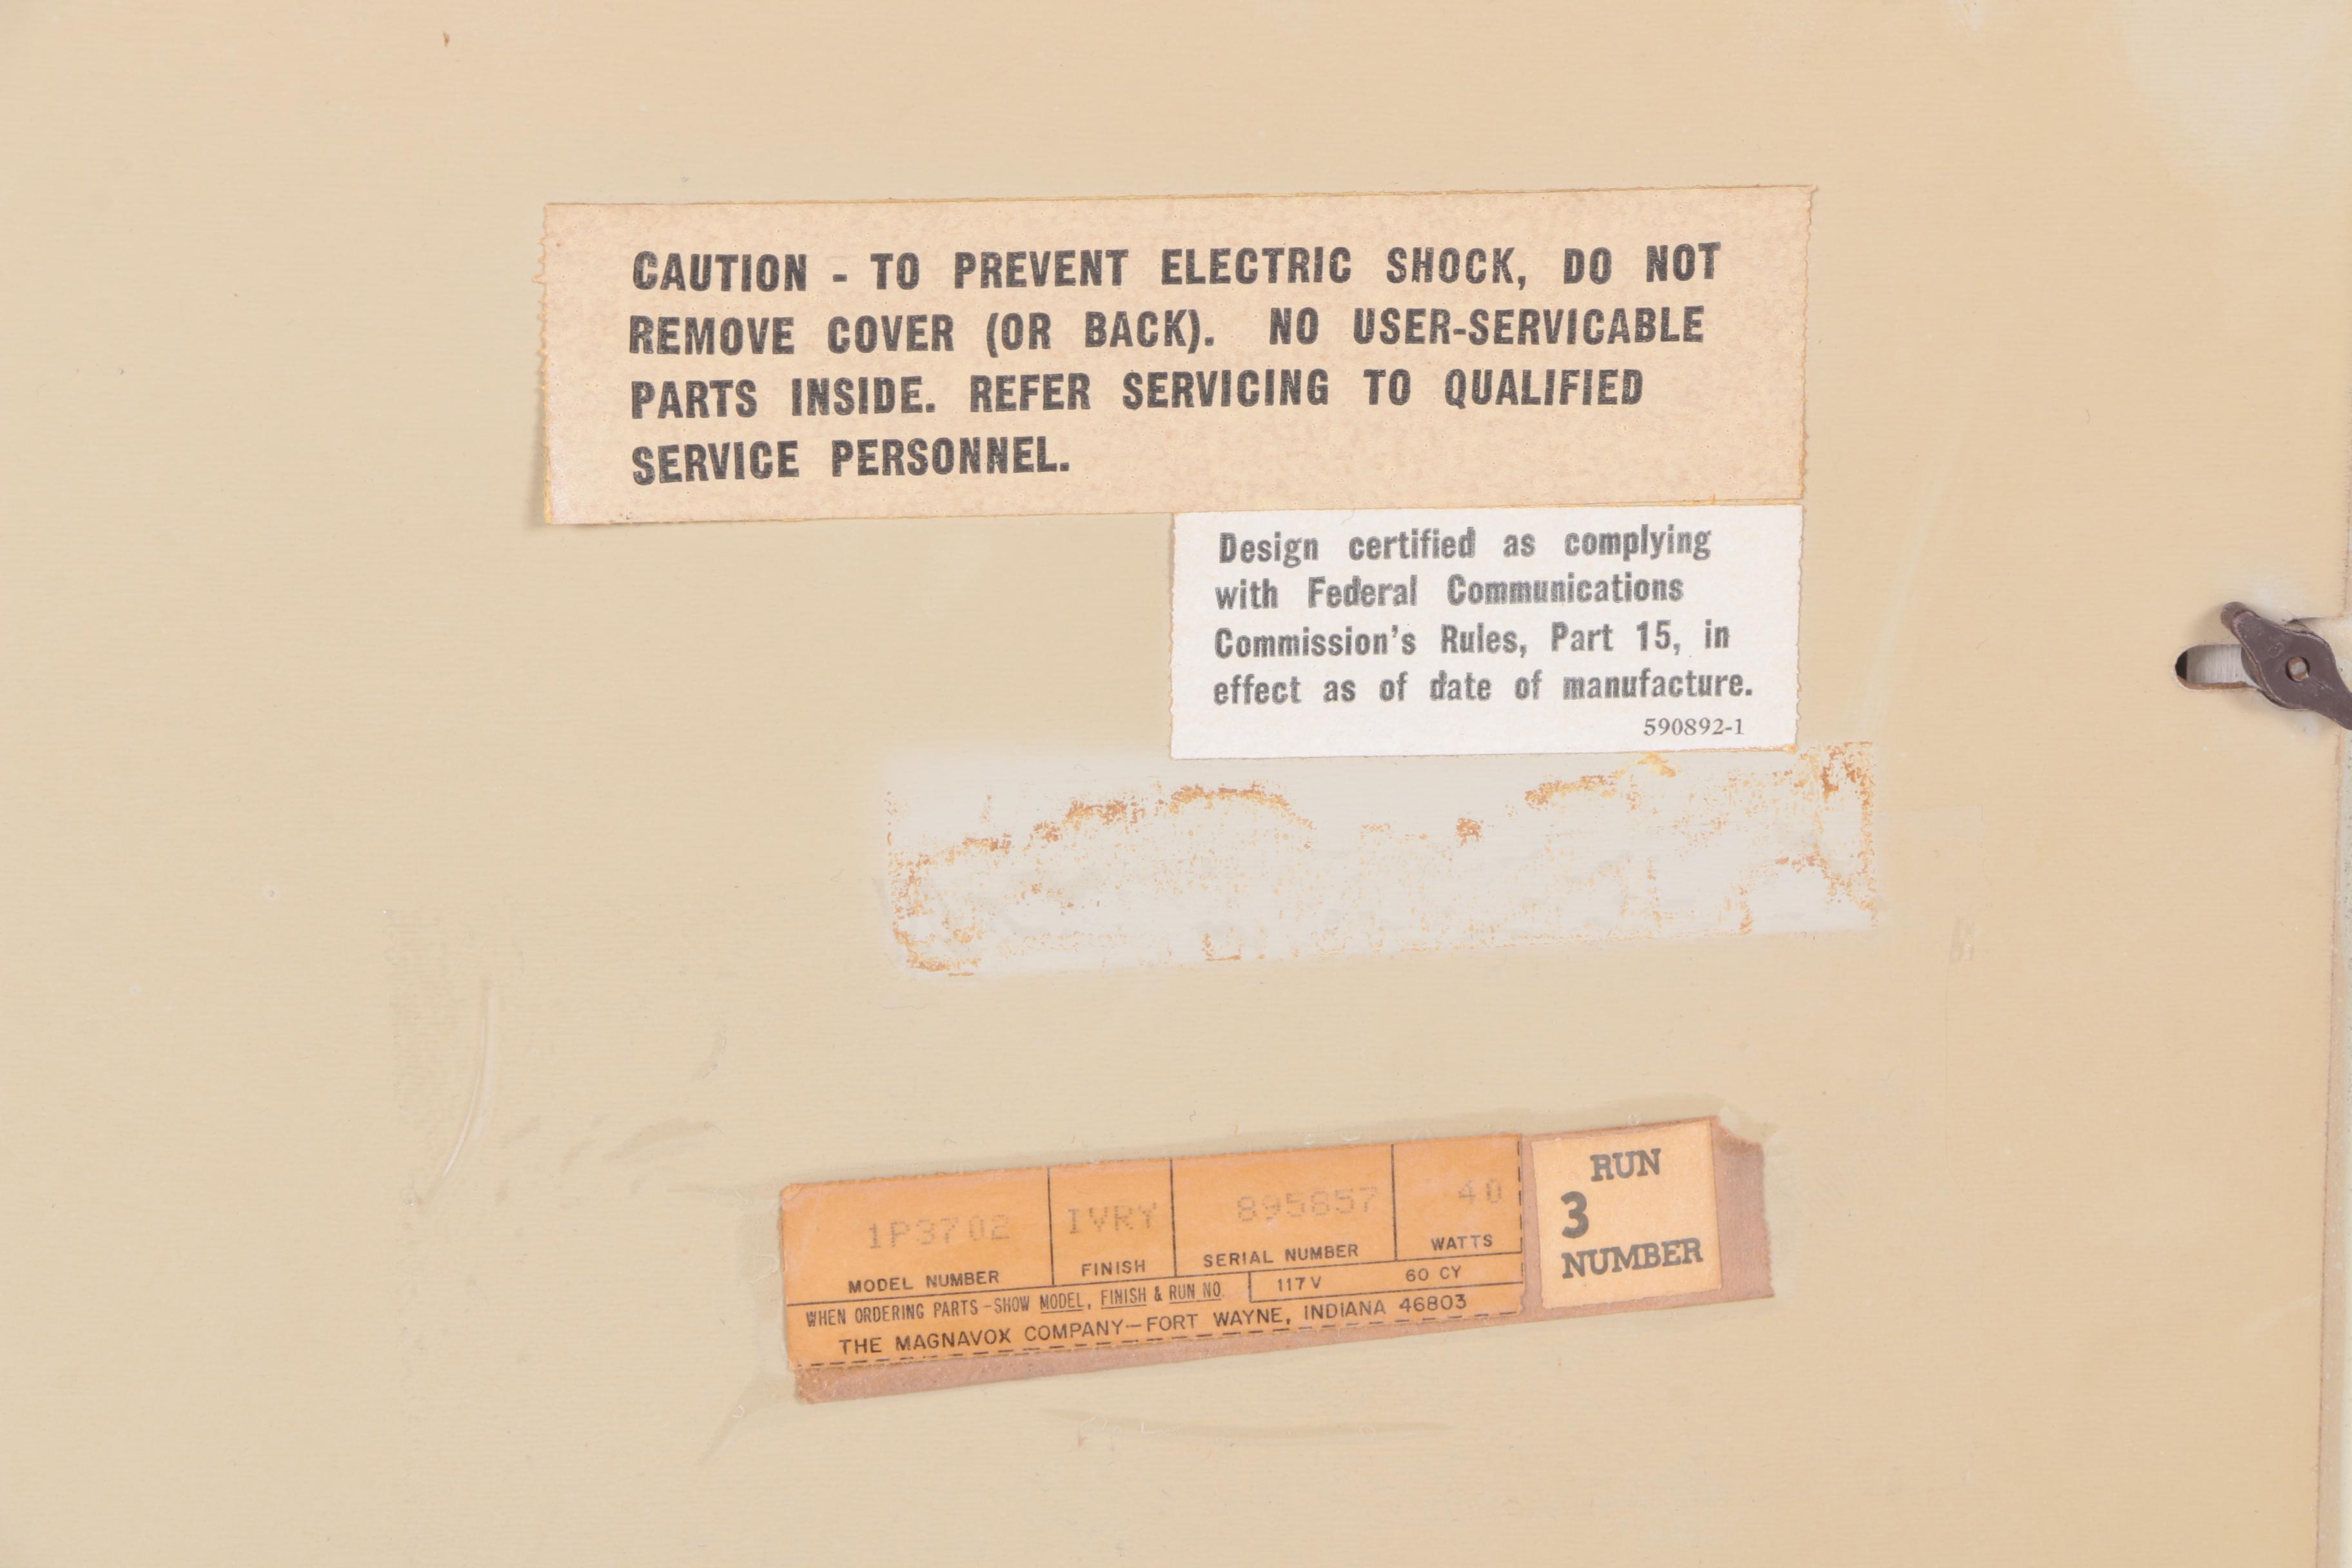 CAUTION - TO PREVENT ELECTRIC SHOCK, DO NOT
REMOVE COVER (OR BACK). NO USER-SERVICABLE
PARTS INSIDE. REFER SERVICING TO QUALIFIED
SERVICE PERSONNEL.
Design certified as complying
with Federal Communications
Commission's Rules, Part 15, in
effect as of date of manufacture.
590892-1
1P3702 IVRY 895857 40
MODEL NUMBER FINISH SERIAL NUMBER WATTS
WHEN ORDERING PARTS-SHOW MODEL, FINISH & RUN NO. 117V 60 CY
THE MAGNAVOX COMPANY-FORT WAYNE, INDIANA 46803
RUN
3
NUMBER